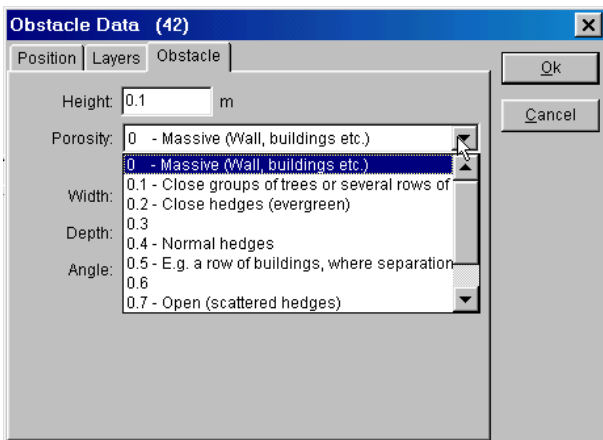 Obstacle Data (42)
Position Layers Obstacle
Ok
Height: 0.1 m
Cancel
Porosity: 0 - Massive (Wall, buildings etc.)
0 - Massive (Wall, buildings etc.)
0.1 - Close groups of trees or several rows of
Width:
0.2 - Close hedges (evergreen)
0.3
Depth:
0.4 - Normal hedges
Angle:
0.5 - E.g. a row of buildings, where separation
0.6
0.7 - Open (scattered hedges)